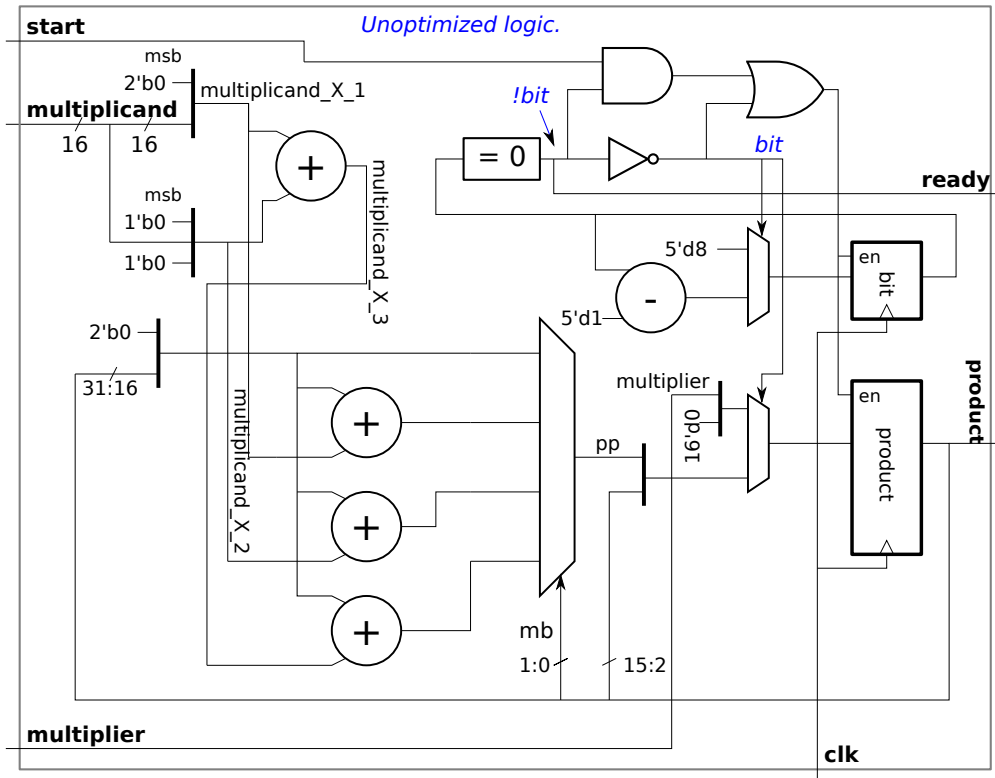 Unoptimized logic.
start
msb
2'b0
multiplicand_X_1
multiplicand
16
16
!bit
= 0
bit
ready
+
multiplicand_X_3
msb
1'b0
1'b0
5'd8
en
bit
-
5'd1
2'b0
31:16
multiplier
16'd0
product
en
product
multiplicand_X_2
+
pp
+
+
mb
1:0
15:2
multiplier
clk